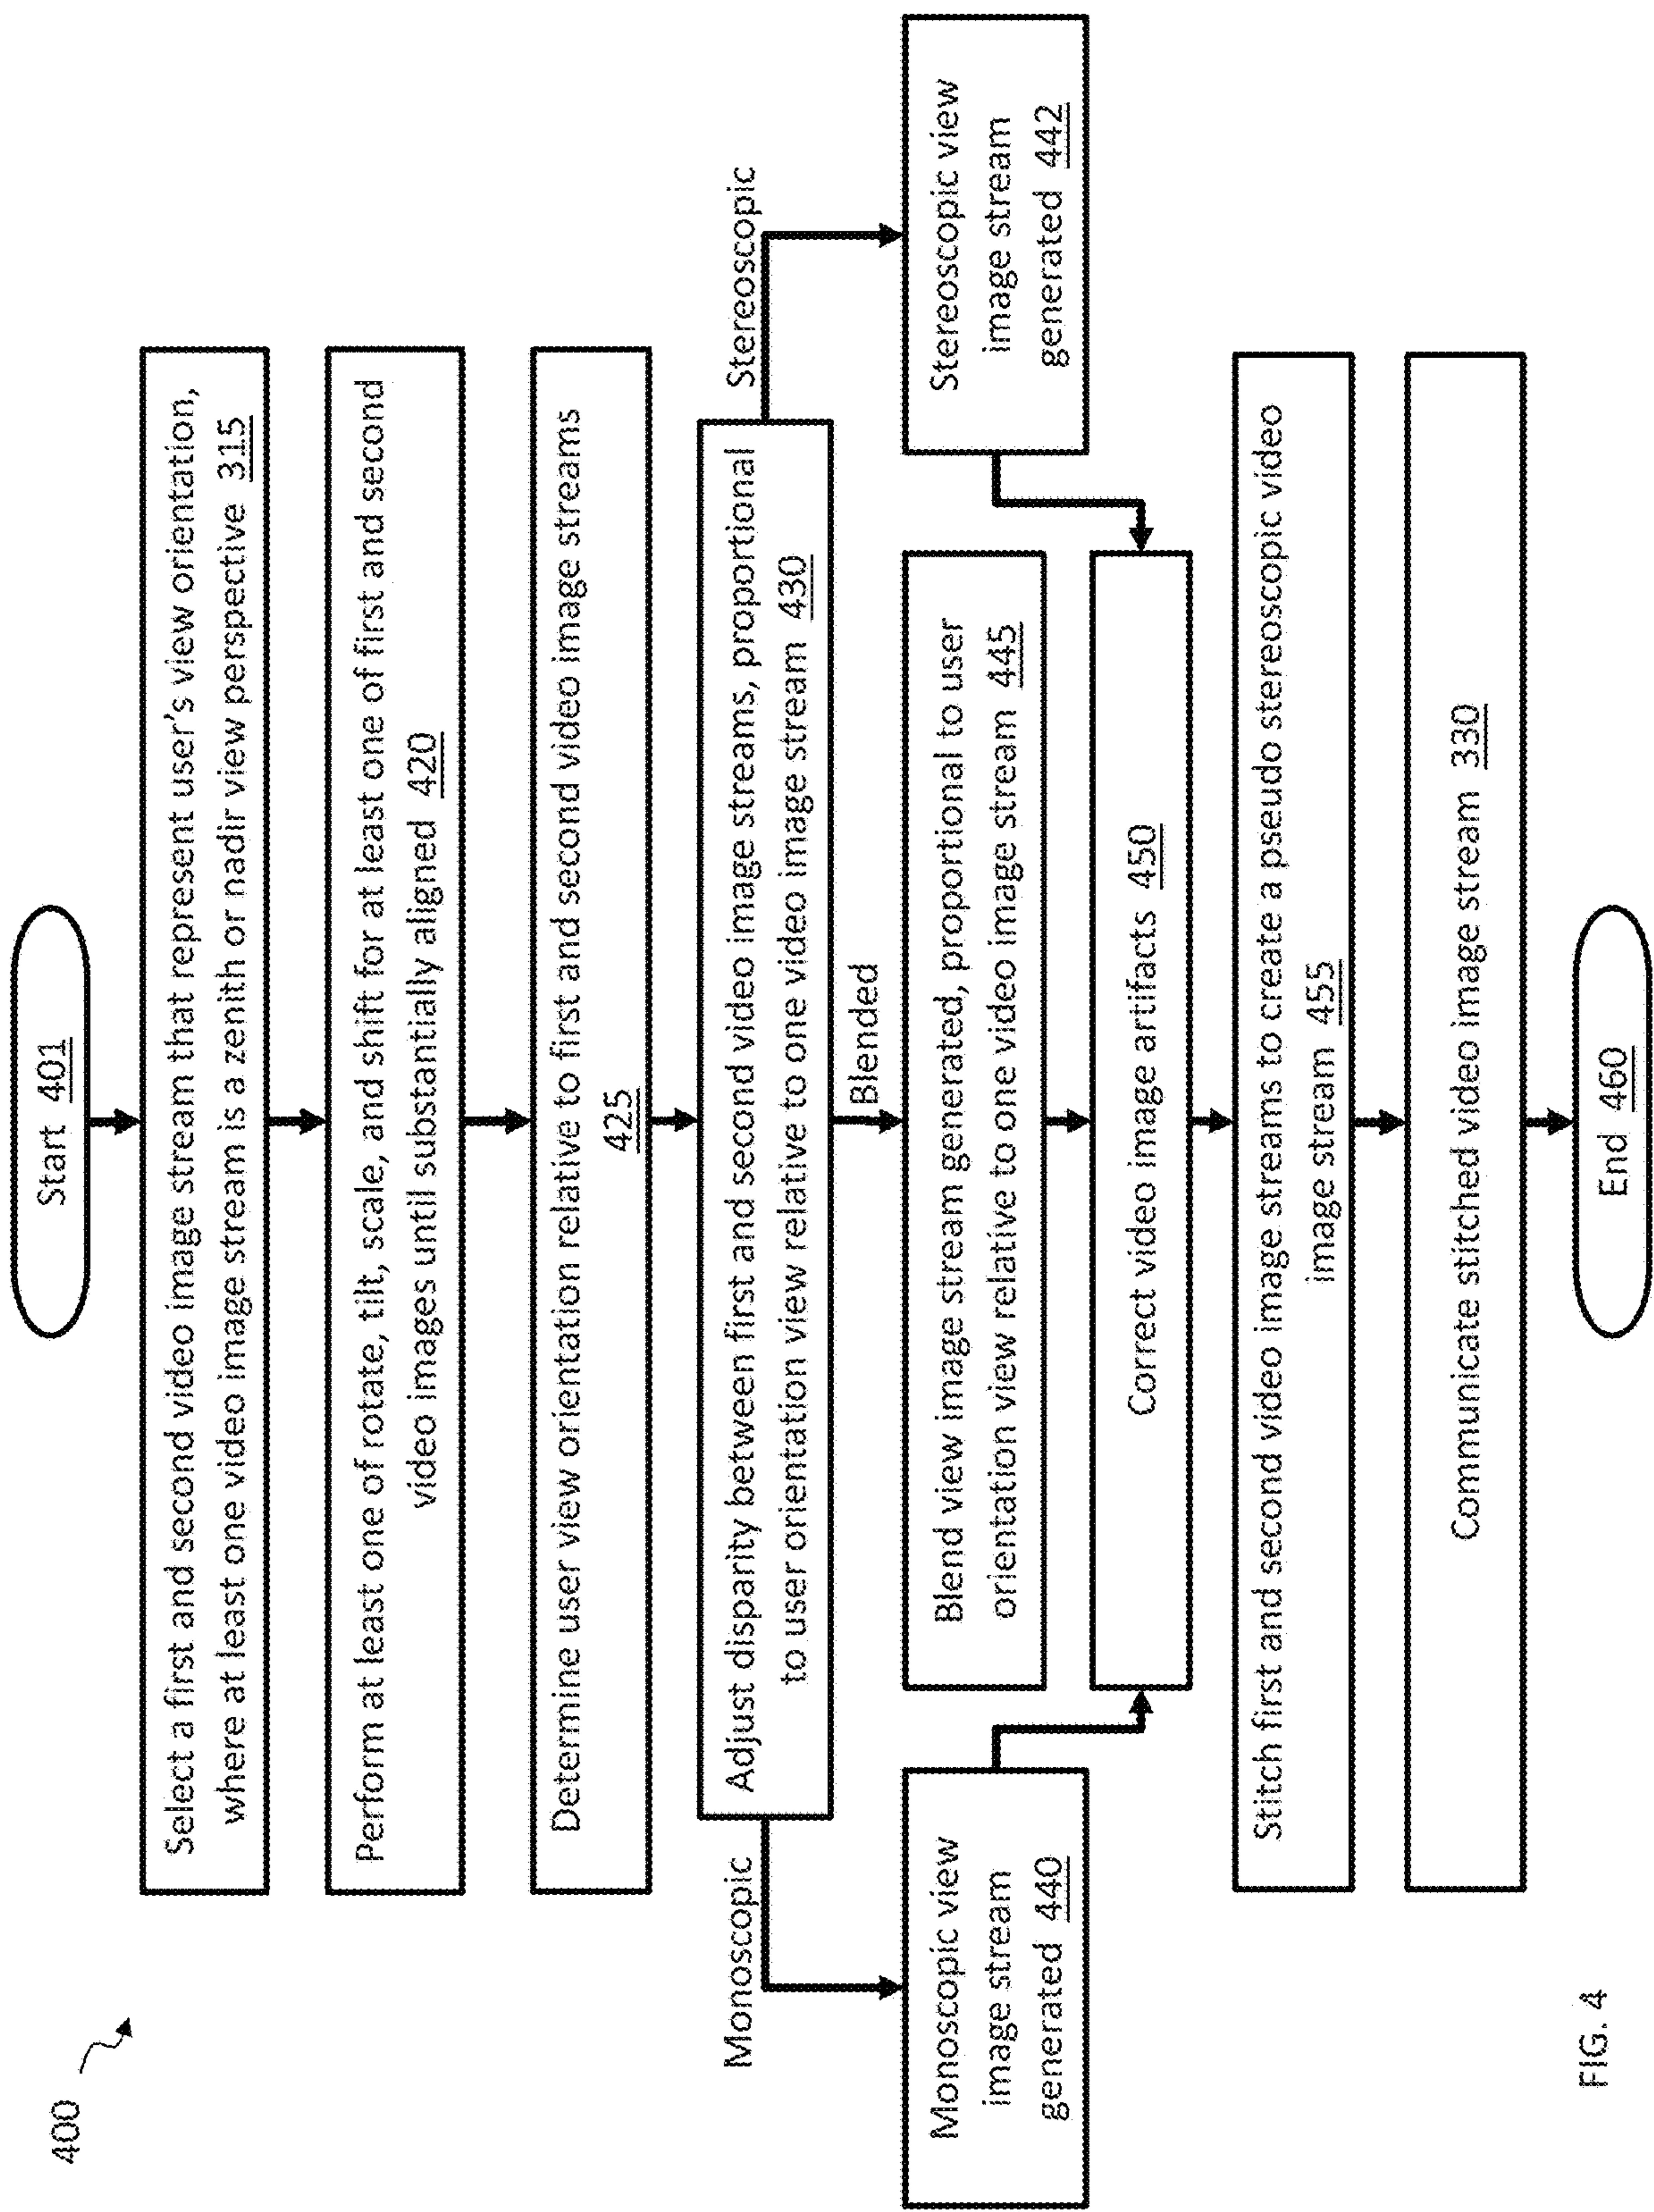 400
Start 401
Select a first and second video image stream that represent user's view orientation,
where at least one video image stream is a zenith or nadir view perspective 315
Perform at least one of rotate, tilt, scale, and shift for at least one of first and second
video images until substantially aligned 420
Determine user view orientation relative to first and second video image streams
425
Adjust disparity between first and second video image streams, proportional
to user orientation view relative to one video image stream 430
Monoscopic
Blended
Stereoscopic
Monoscopic view
image stream
generated 440
Blend view image stream generated, proportional to user
orientation view relative to one video image stream 445
Stereoscopic view
image stream
generated 442
Correct video image artifacts 450
Stitch first and second video image streams to create a pseudo stereoscopic video
image stream 455
Communicate stitched video image stream 330
End 460
FIG. 4